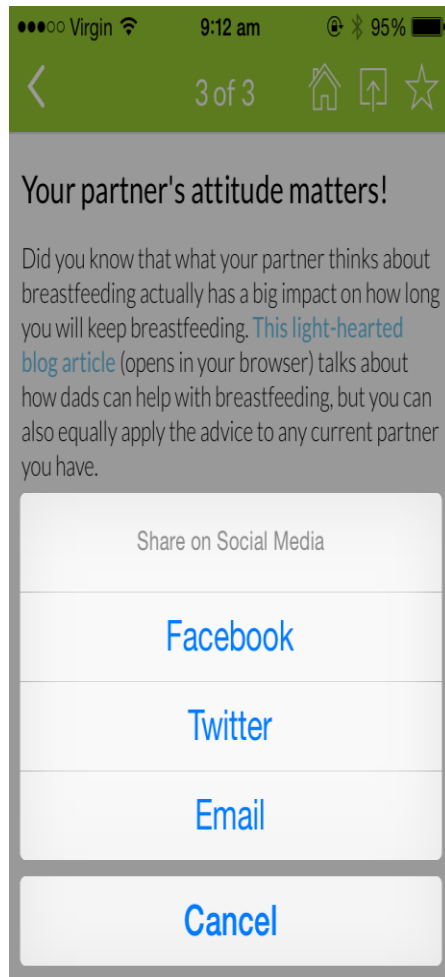 Virgin 9:12 am 95%
3 of 3
Your partner's attitude matters!
Did you know that what your partner thinks about
breastfeeding actually has a big impact on how long
you will keep breastfeeding. This light-hearted
blog article (opens in your browser) talks about
how dads can help with breastfeeding, but you can
also equally apply the advice to any current partner
you have.
Share on Social Media
Facebook
Twitter
Email
Cancel